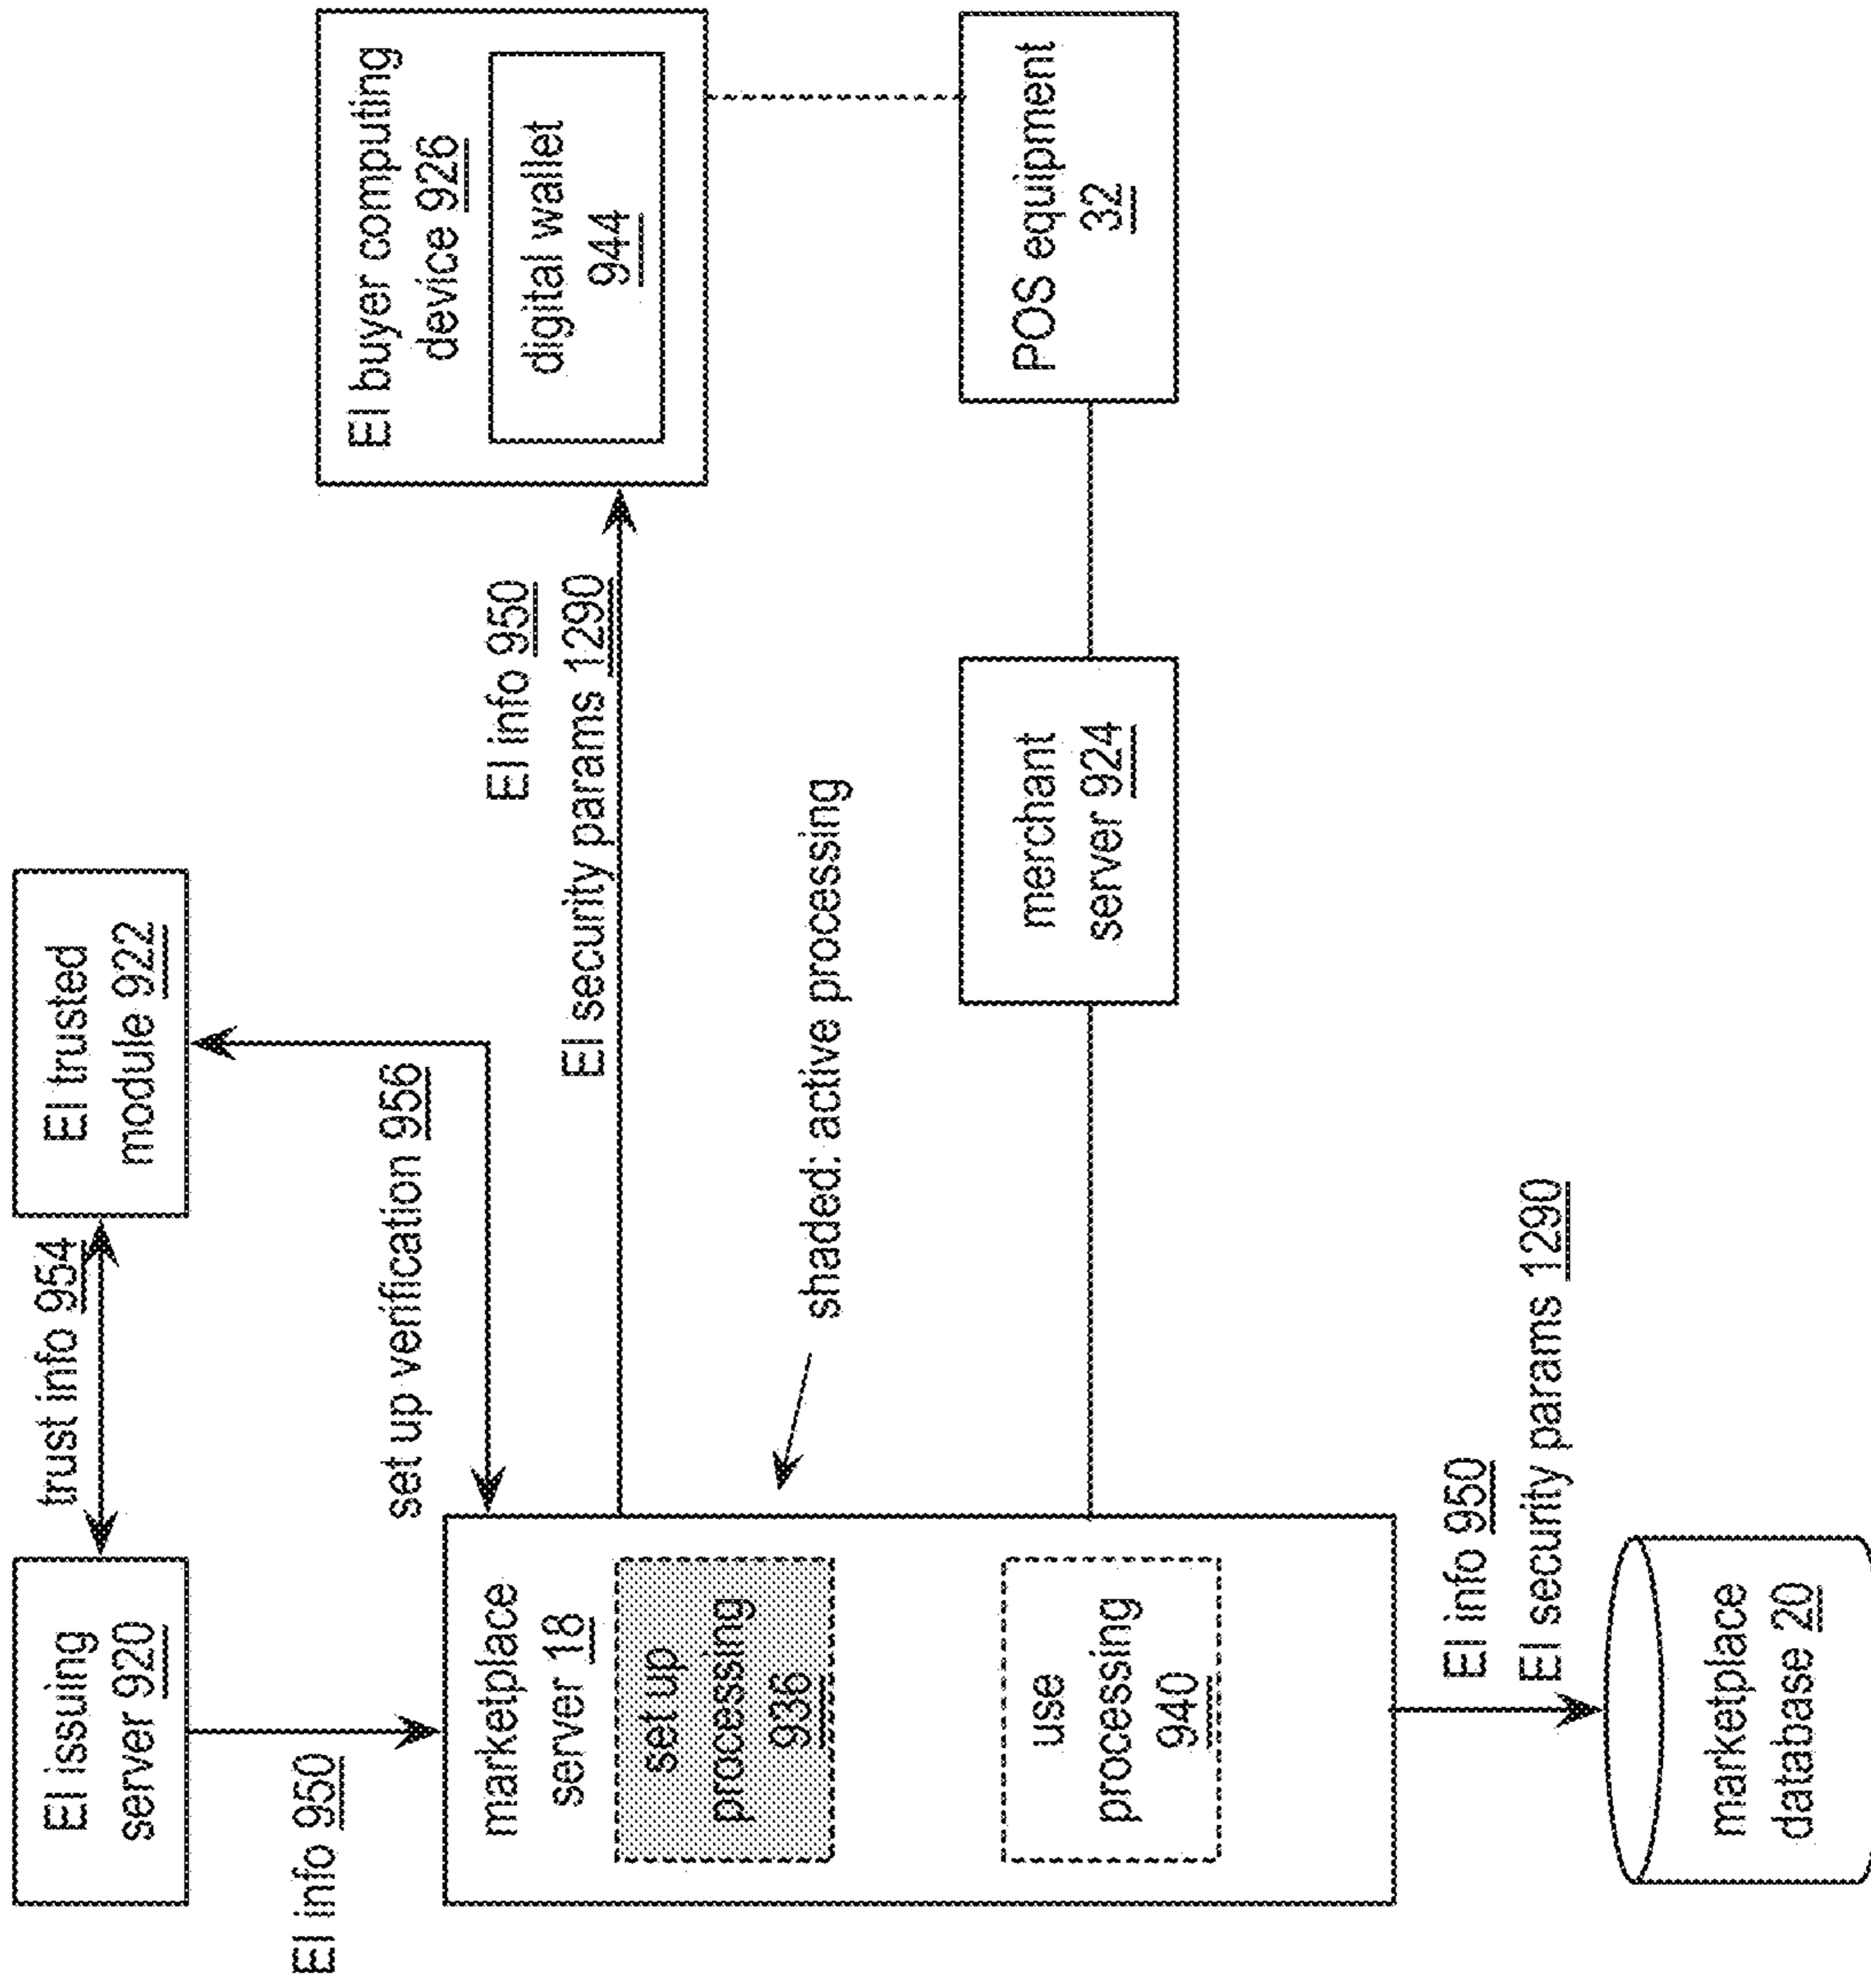 EI issuing
server 920
trust info 954
EI trusted
module 922
EI info 950
set up verification 956
marketplace
server 18
set up
processing
936
use
processing
940
EI info 950
EI security params 1290
EI buyer computing
device 926
digital wallet
944
shaded: active processing
merchant
server 924
POS equipment
32
EI info 950
EI security params 1290
marketplace
database 20